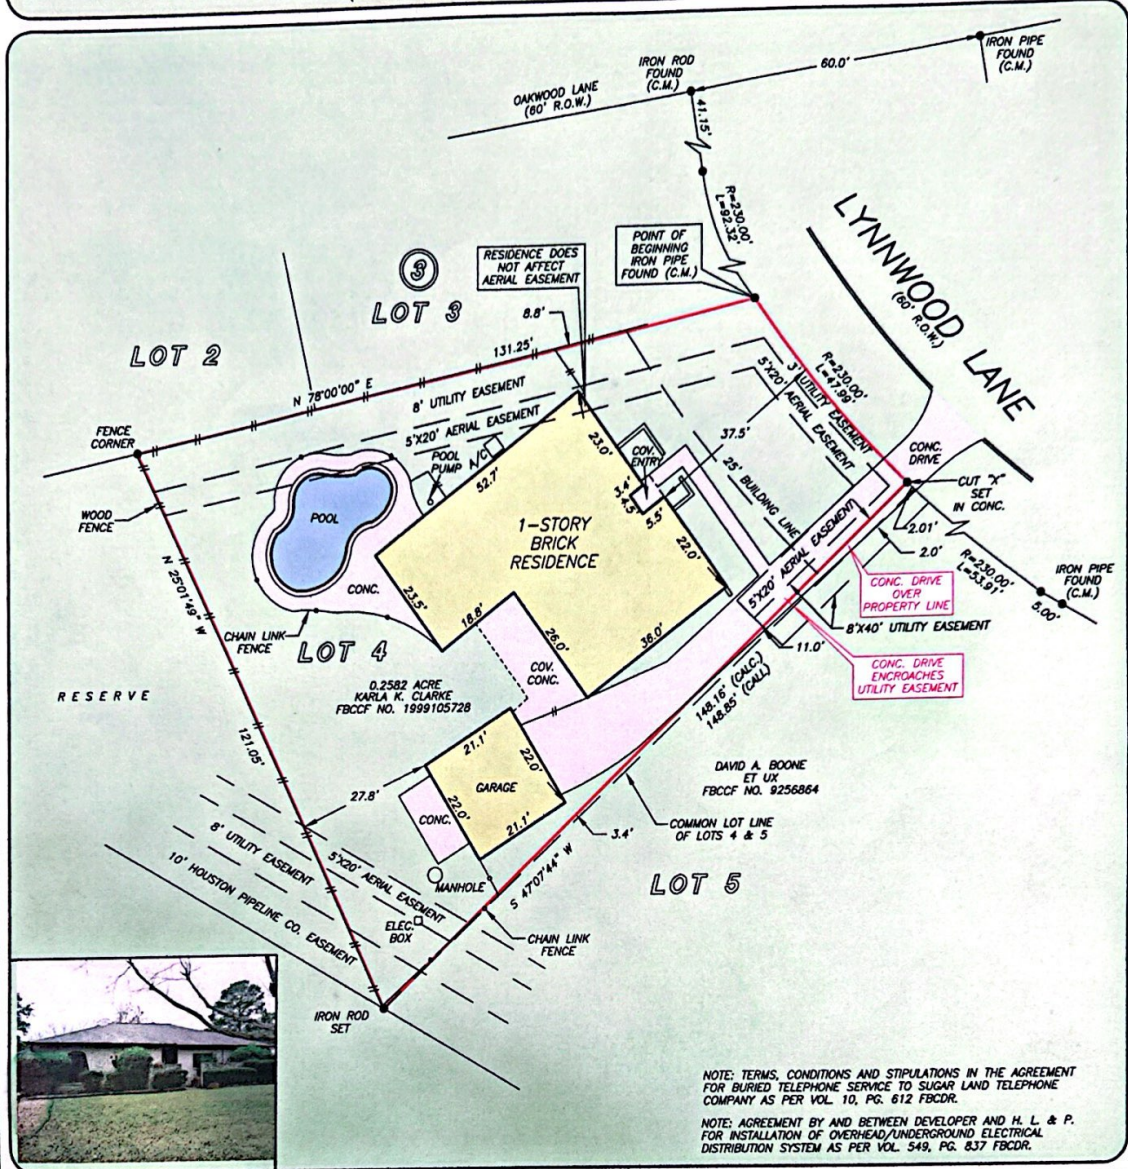 IRON PIPE
FOUND
(C.M.)
IRON ROD
FOUND
(C.M.)
60.0'
OAKWOOD LANE
(60' R.O.W.)
41.15'
R=230.00'
L=92.32'
LYNNWOOD LANE
(60' R.O.W.)
POINT OF
BEGINNING
IRON PIPE
FOUND (C.M.)
RESIDENCE DOES
NOT AFFECT
AERIAL EASEMENT
3
LOT 3
8.8'
LOT 2
131.25'
N 78°00'00" E
8' UTILITY EASEMENT
5'X20' AERIAL EASEMENT
R=230.00'
L=47.99'
3' UTILITY EASEMENT
5'X20' AERIAL EASEMENT
FENCE
CORNER
POOL
PUMP
A/C
52.7'
23.0'
COV.
ENTRY
37.5'
25' BUILDING LINE
CONC.
DRIVE
CUT "X"
SET
IN CONC.
WOOD
FENCE
POOL
3.4'
4.5'
5.5'
1-STORY
BRICK
RESIDENCE
22.0'
5'X20' AERIAL EASEMENT
2.01'
2.0'
R=230.00'
L=53.91'
IRON PIPE
FOUND
(C.M.)
5.00'
N 25°01'49" W
CONC.
23.5'
18.8'
CONC. DRIVE
OVER
PROPERTY LINE
8'X40' UTILITY EASEMENT
CHAIN LINK
FENCE
LOT 4
26.0'
38.0'
11.0'
CONC. DRIVE
ENCROACHES
UTILITY EASEMENT
COV.
CONC.
RESERVE
0.2582 ACRE
KARLA K. CLARKE
FBCCF NO. 1999105728
148.16' (CALC.)
148.85' (CALL)
121.05'
21.1'
22.0'
GARAGE
DAVID A. BOONE
ET UX
FBCCF NO. 9256864
27.8'
CONC.
22.0'
21.1'
3.4'
COMMON LOT LINE
OF LOTS 4 & 5
8' UTILITY EASEMENT
5'X20' AERIAL EASEMENT
10' HOUSTON PIPELINE CO. EASEMENT
MANHOLE
S 47°07'44" W
LOT 5
ELEC.
BOX
CHAIN LINK
FENCE
IRON ROD
SET
NOTE: TERMS, CONDITIONS AND STIPULATIONS IN THE AGREEMENT
FOR BURIED TELEPHONE SERVICE TO SUGAR LAND TELEPHONE
COMPANY AS PER VOL. 10, PG. 612 FBCDR.
NOTE: AGREEMENT BY AND BETWEEN DEVELOPER AND H. L. & P.
FOR INSTALLATION OF OVERHEAD/UNDERGROUND ELECTRICAL
DISTRIBUTION SYSTEM AS PER VOL. 549, PG. 837 FBCDR.